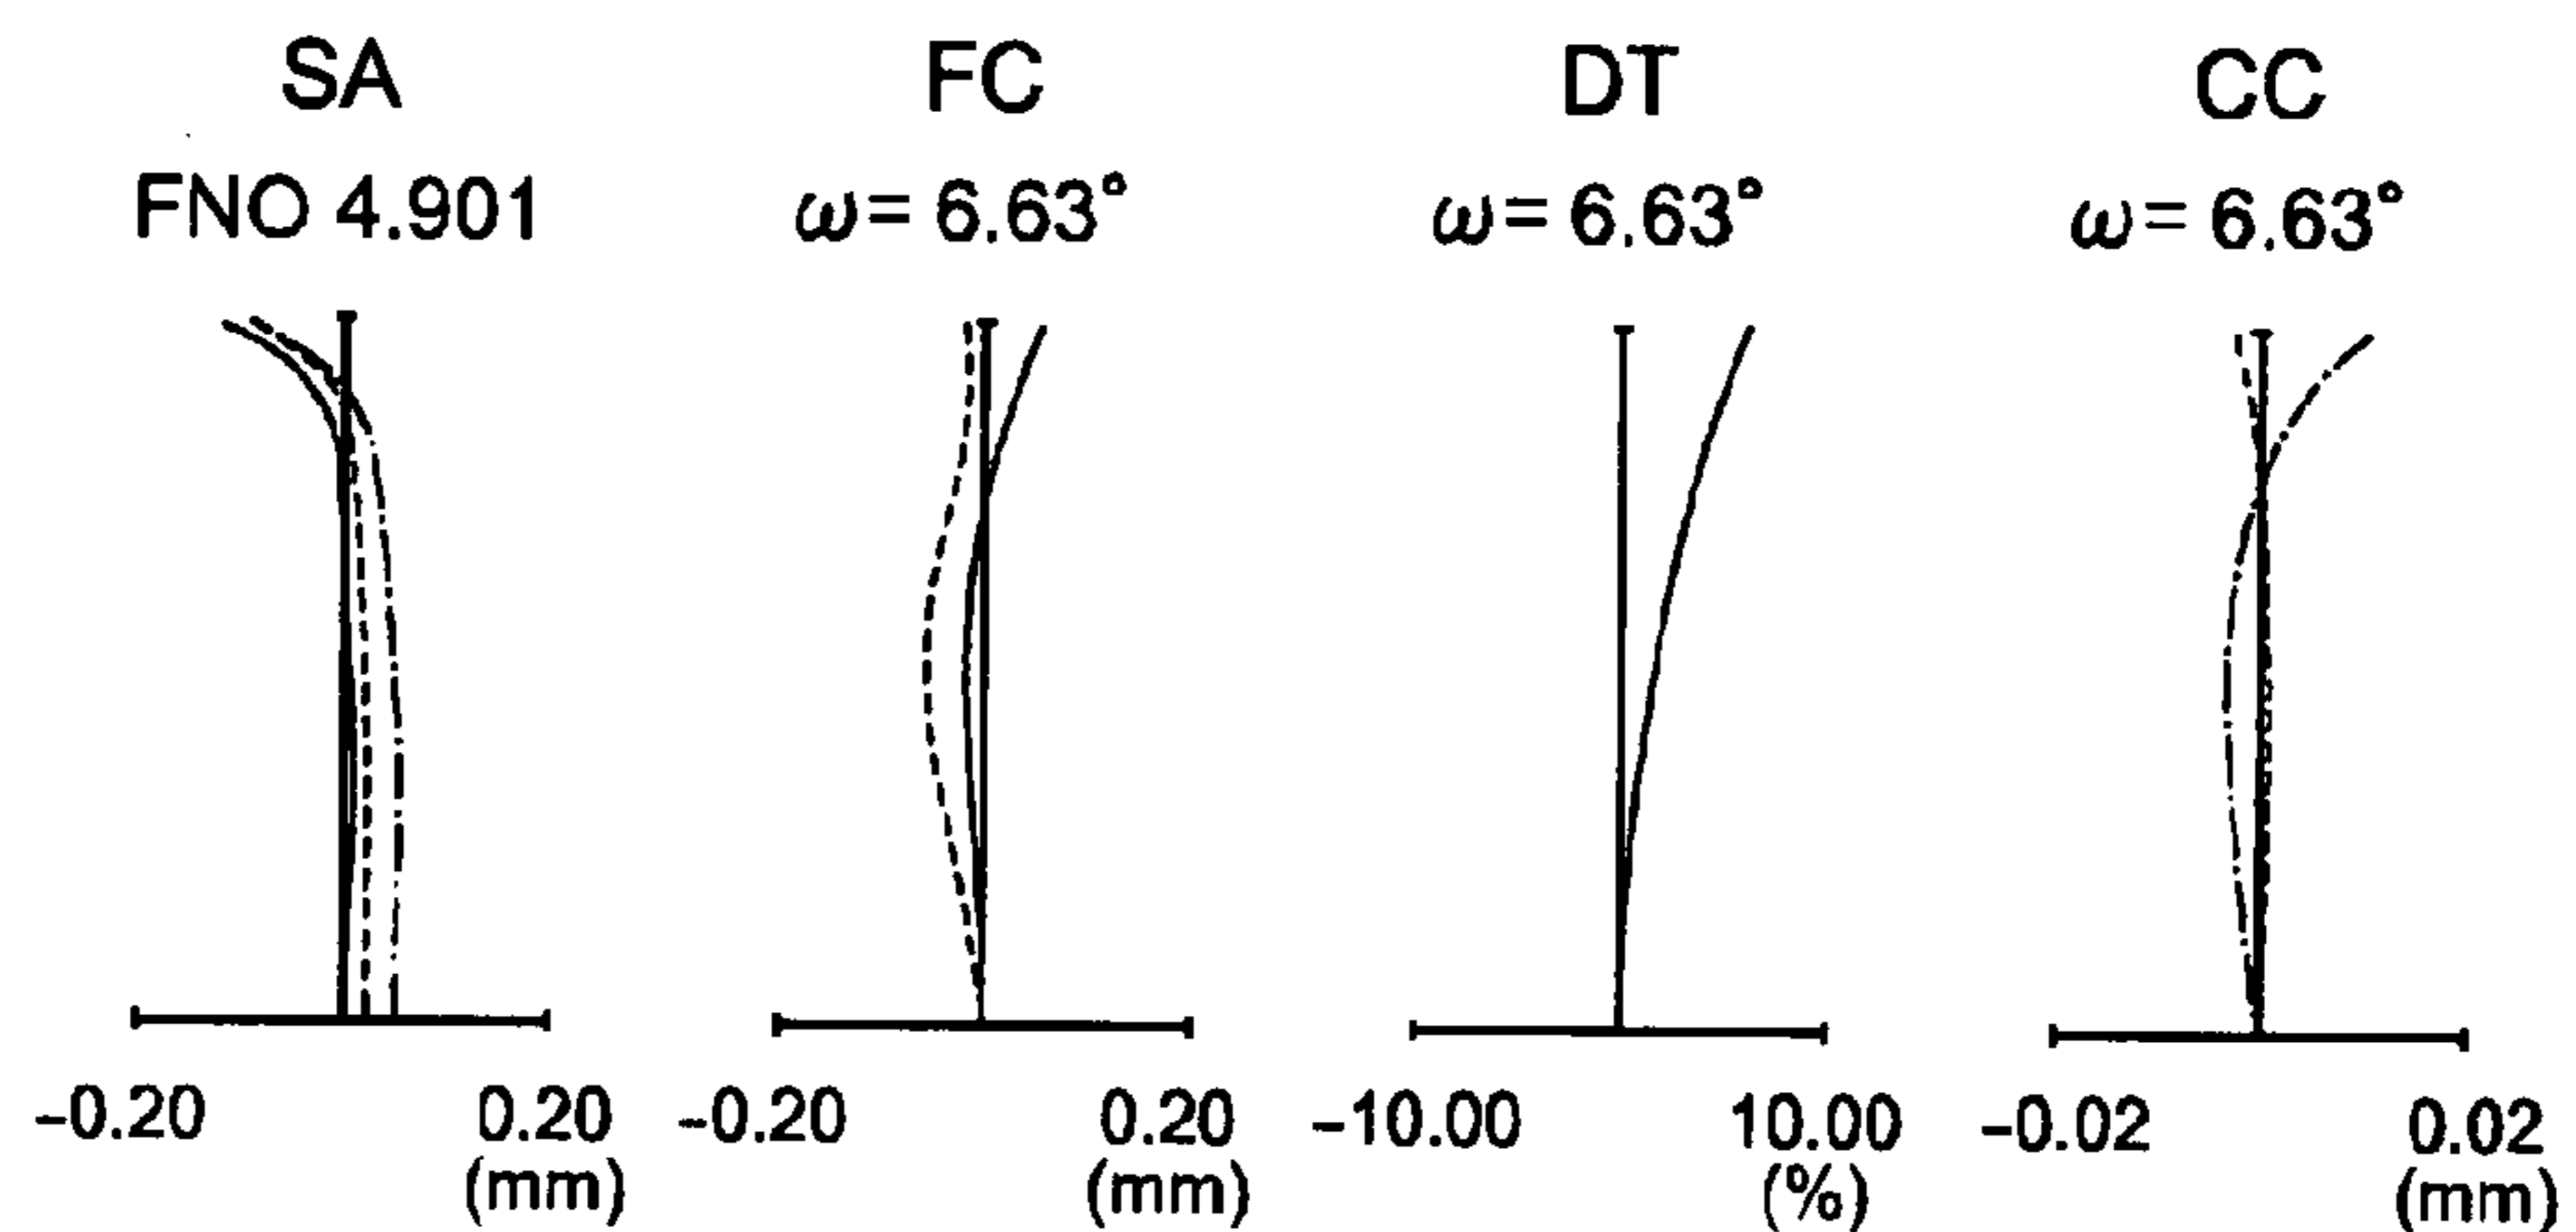 SA FC DT CC
FNO 4.901 ω= 6.63° ω= 6.63° ω= 6.63°
-0.20 0.20 -0.20 0.20 -10.00 10.00 -0.02 0.02
(mm) (mm) (%) (mm)